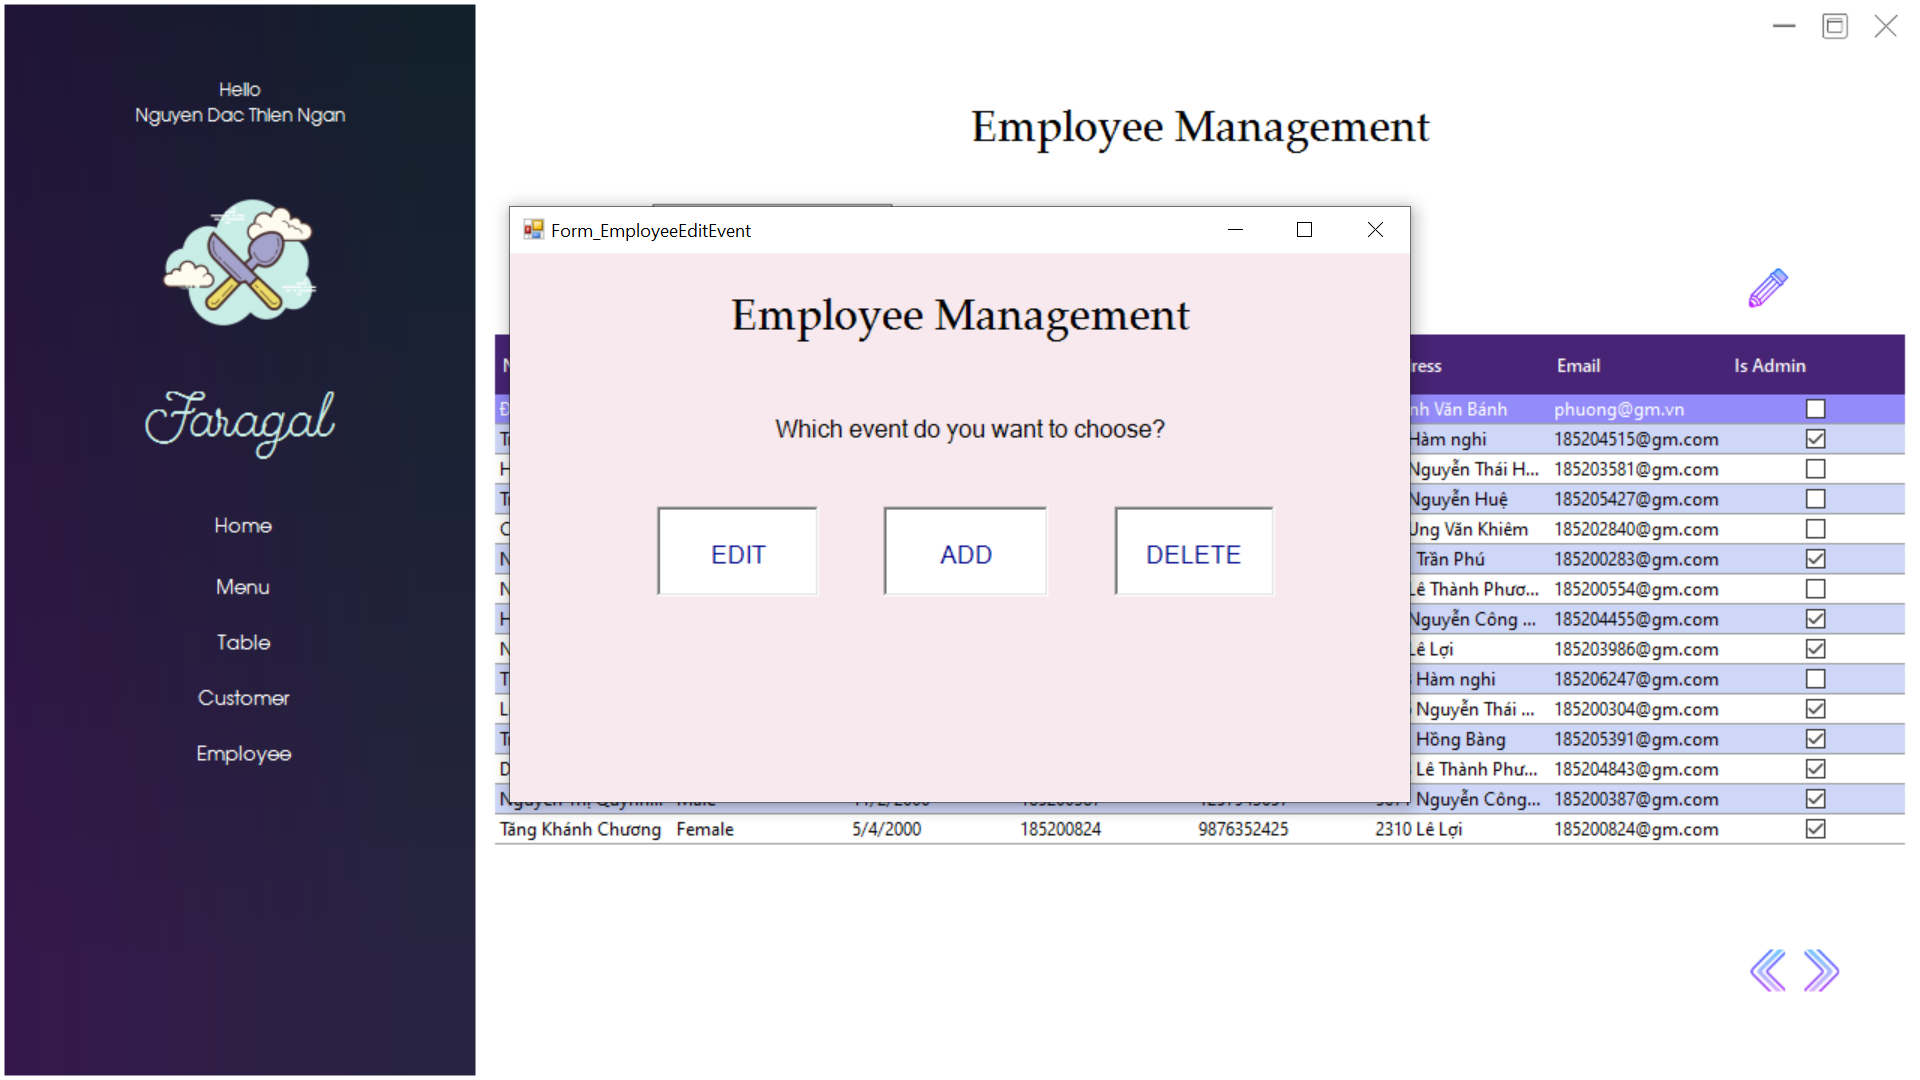 Hello
Nguyen Dac Thien Ngan
Faragal
Home
Menu
Table
Customer
Employee
Employee Management
Form_EmployeeEditEvent
Employee Management
Which event do you want to choose?
EDIT ADD DELETE
Email Is Admin
Văn Bánh phuong@gm.vn
Hàm nghi 185204515@gm.com
Nguyễn Thái H... 185203581@gm.com
Nguyễn Huệ 185205427@gm.com
Ung Văn Khiêm 185202840@gm.com
Trần Phú 185200283@gm.com
Lê Thành Phươ... 185200554@gm.com
Nguyễn Công ... 185204455@gm.com
Lê Lợi 185203986@gm.com
Hàm nghi 185206247@gm.com
Nguyễn Thái ... 185200304@gm.com
Hồng Bàng 185205391@gm.com
Lê Thành Phư... 185204843@gm.com
Nguyễn Công... 185200387@gm.com
Tăng Khánh Chương Female 5/4/2000 185200824 9876352425 2310 Lê Lợi 185200824@gm.com